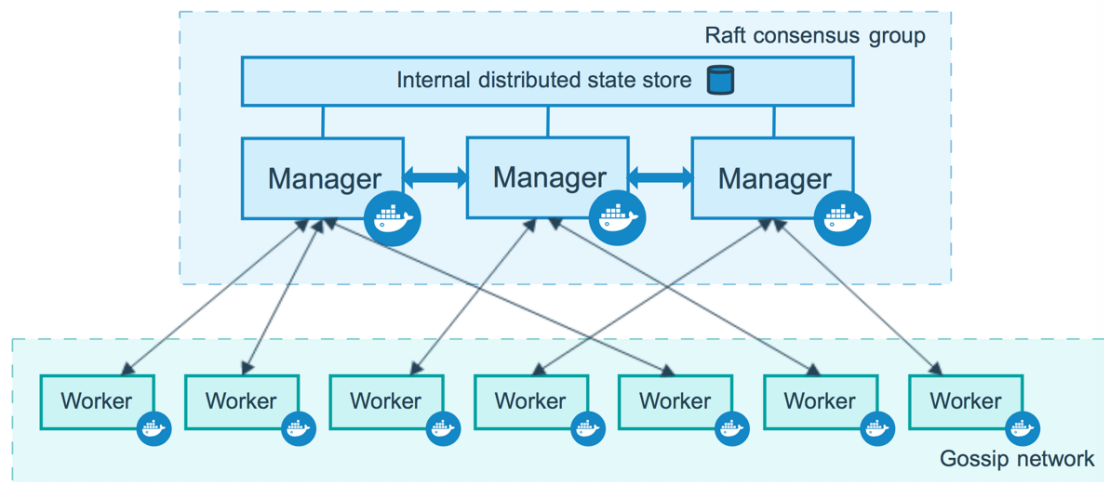 Raft consensus group
Internal distributed state store
Manager
Manager
Manager
Worker
Worker
Worker
Worker
Worker
Worker
Worker
Gossip network